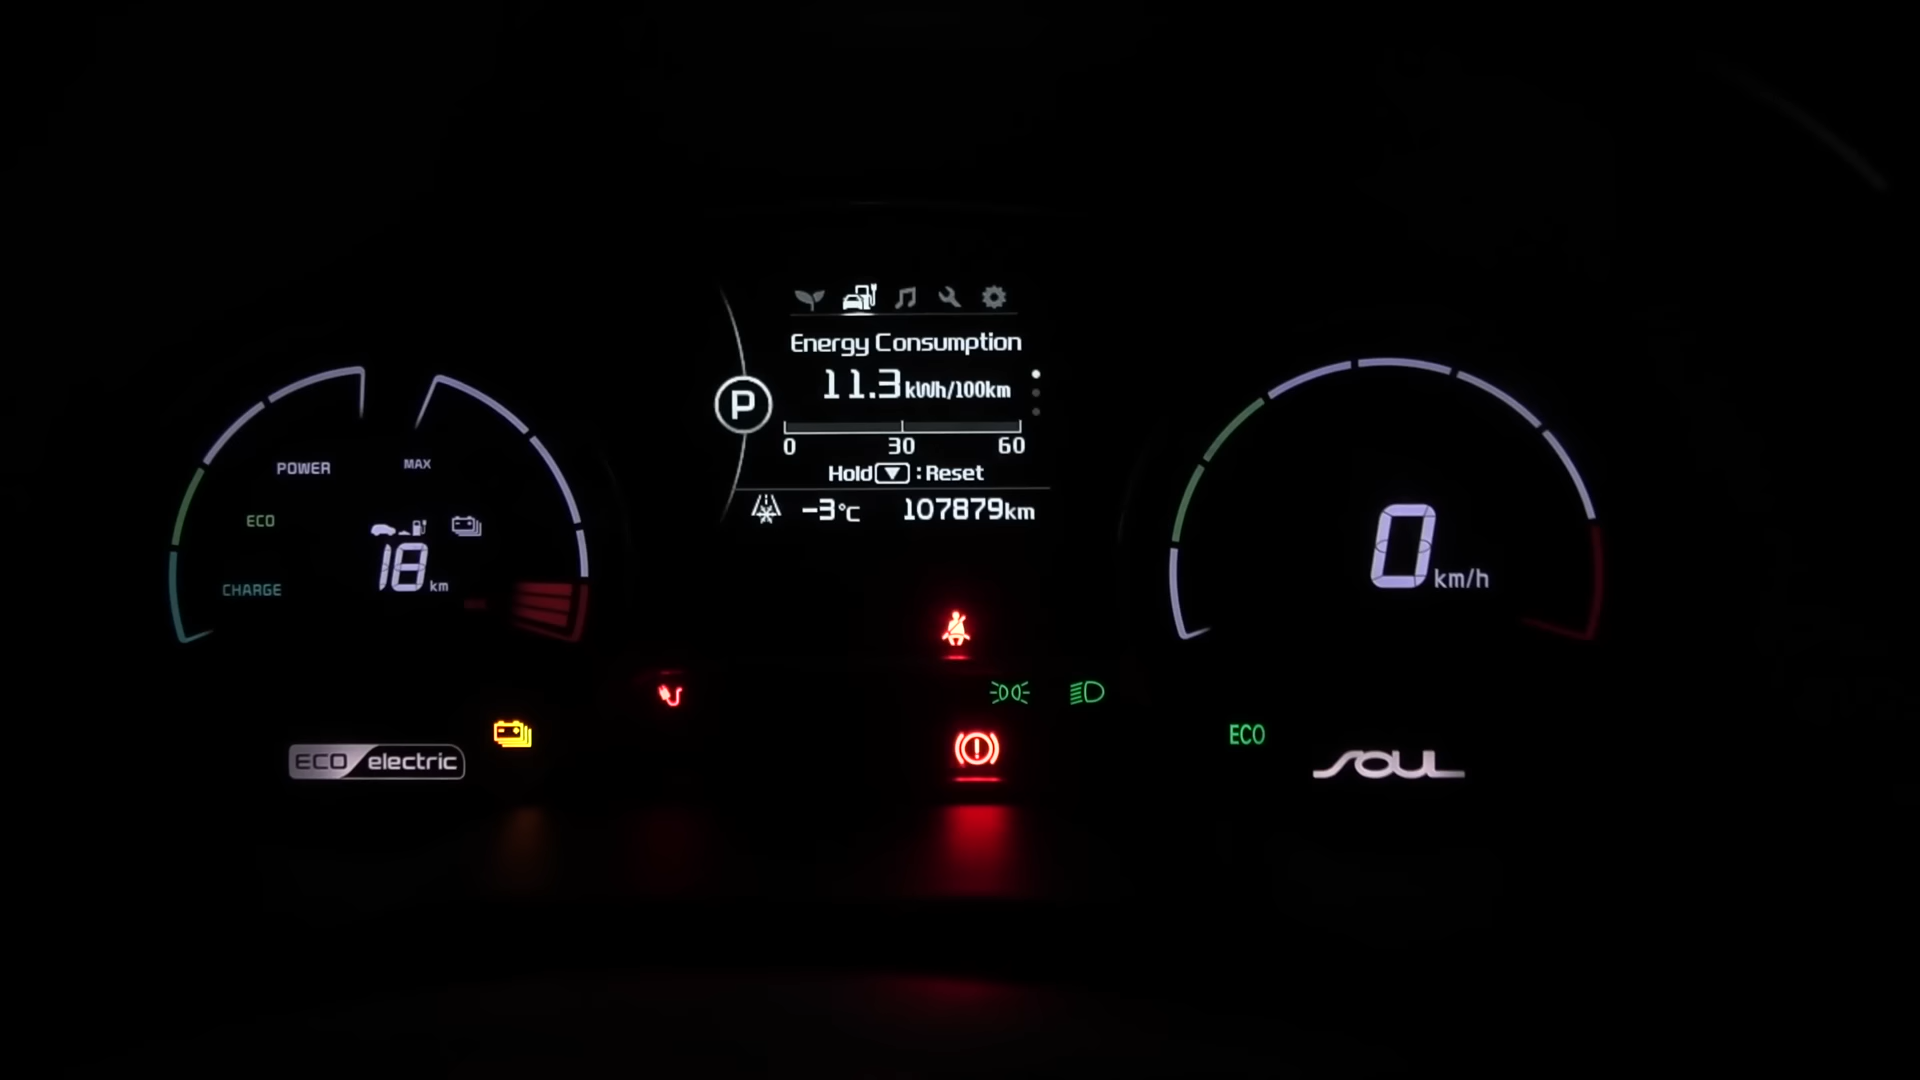 Energy Consumption
11.3 kWh/100km
0 30 60
Hold : Reset
-3°C 107879km
P
POWER MAX
ECO
CHARGE
18 km
0 km/h
ECO electric
ECO
SOUL